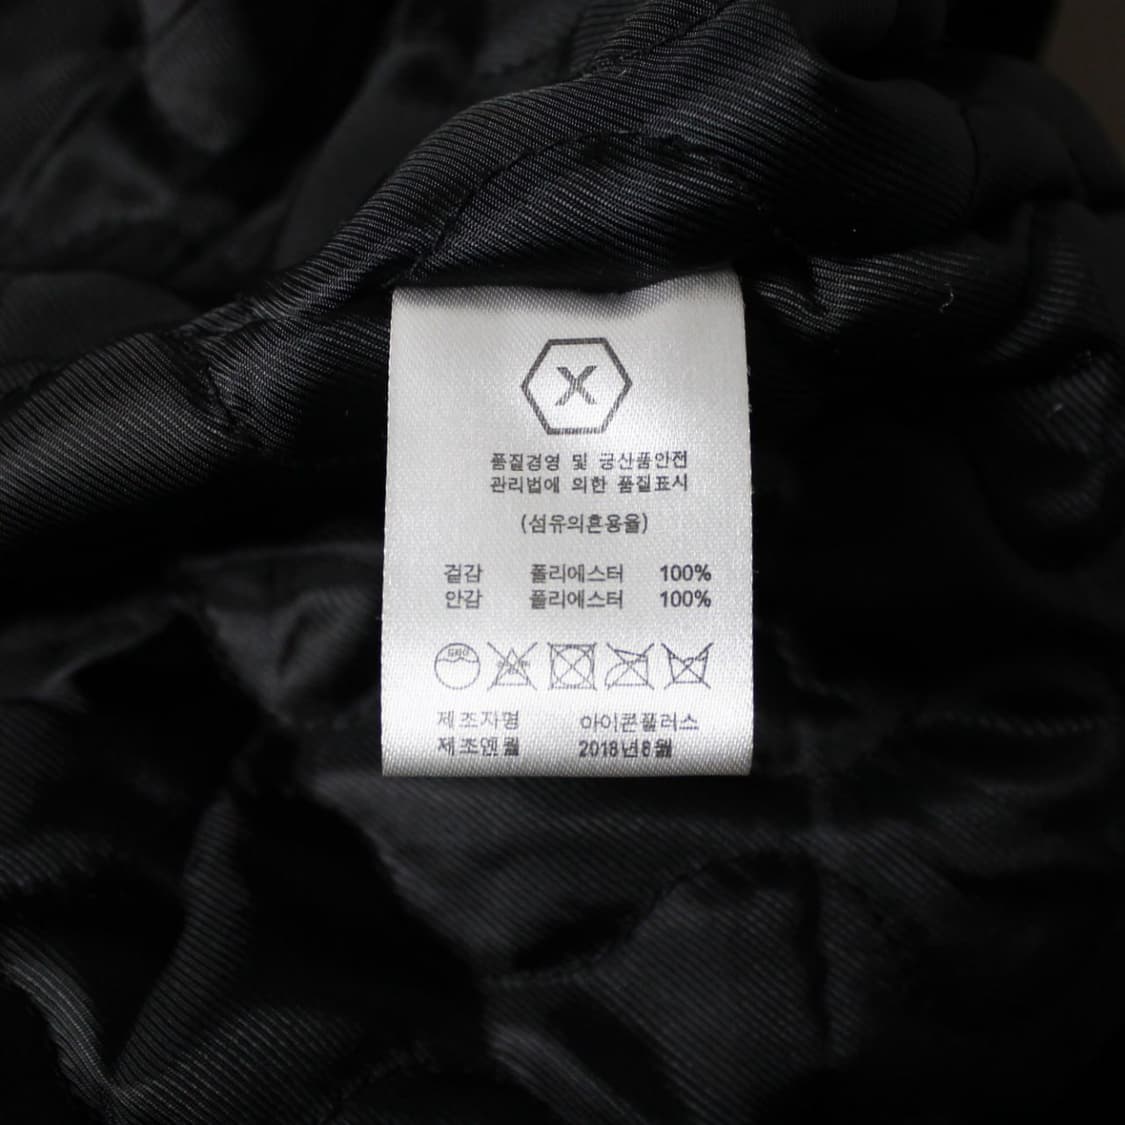 X
품질경영 및 공산품안전
관리법에 의한 품질표시
(섬유의혼용율)
겉감 폴리에스터 100%
안감 폴리에스터 100%
제조자명 아이콘플러스
제조연월 2018년8월